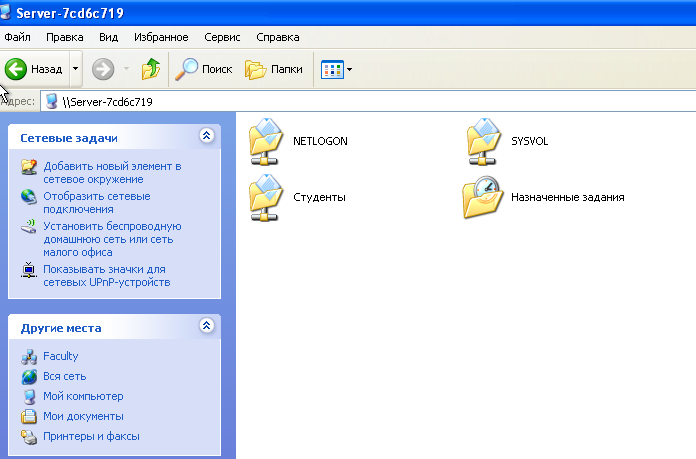 Server-7cd6c719
Файл Правка Вид Избранное Сервис Справка
Назад Поиск Папки
Адрес: \\Server-7cd6c719
Сетевые задачи
Добавить новый элемент в
сетевое окружение
Отобразить сетевые
подключения
Установить беспроводную
домашнюю сеть или сеть
малого офиса
Показывать значки для
сетевых UPnP-устройств
Другие места
Faculty
Вся сеть
Мой компьютер
Мои документы
Принтеры и факсы
NETLOGON SYSVOL
Студенты Назначенные задания